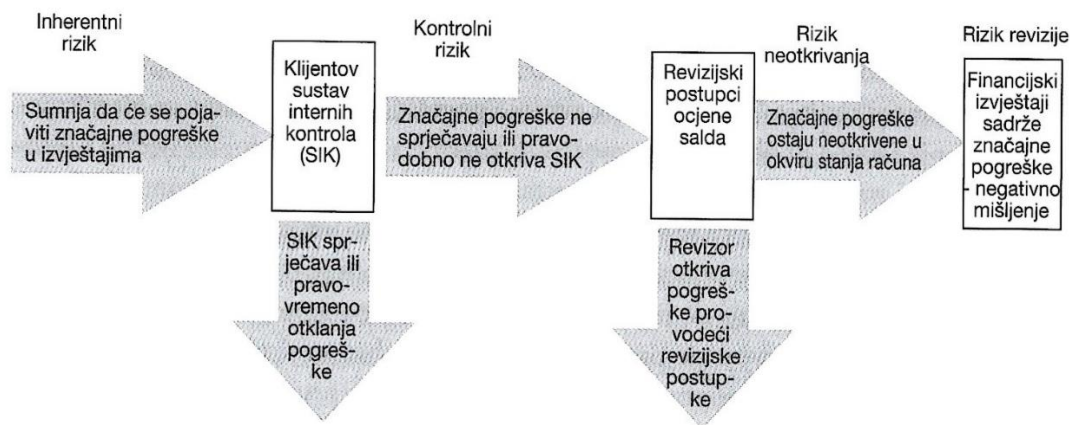 Inherentni
rizik
Sumnja da će se poja-
viti značajne pogreške
u izvještajima
Klijentov
sustav
internih
kontrola
(SIK)
SIK spr-
ječava ili
pravo-
vremeno
otklanja
pogreš-
ke
Kontrolni
rizik
Značajne pogreške ne
sprječavaju ili pravo-
dobno ne otkriva SIK
Revizijski
postupci
ocjene
salda
Revizor
otkriva
pogreš-
ke pro-
vodeći
revizijske
postup-
ke
Rizik
neotkrivanja
Značajne pogreške
ostaju neotkrivene u
okviru stanja računa
Rizik revizije
Financijski
izvještaji
sadrže
značajne
pogreške
- negativno
mišljenje